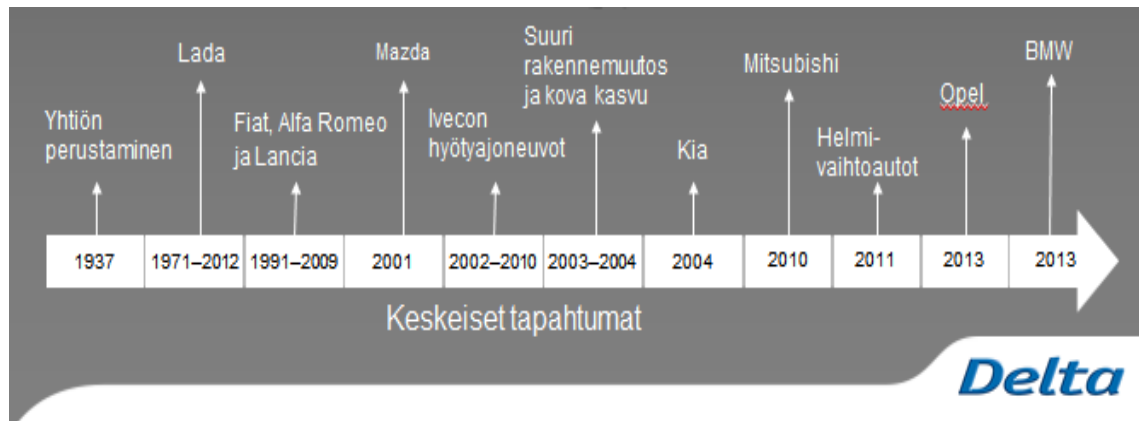 Yhtiön
perustaminen
Lada
Fiat, Alfa Romeo
ja Lancia
Mazda
Ivecon
hyötyajoneuvot
Suuri
rakennemuutos
ja kova kasvu
Kia
Mitsubishi
Helmi-
vaihtoautot
Opel
BMW
1937
1971–2012
1991–2009
2001
2002–2010
2003–2004
2004
2010
2011
2013
2013
Keskeiset tapahtumat
Delta